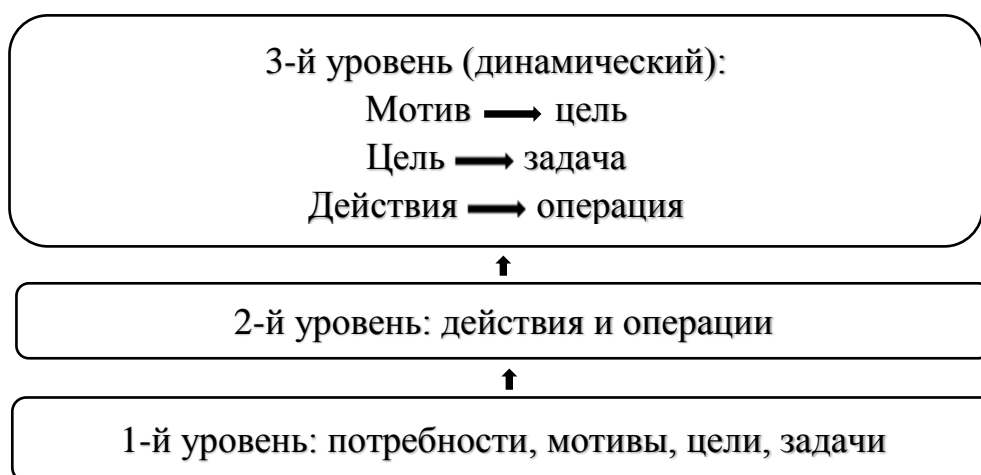 3-й уровень (динамический):
Мотив → цель
Цель → задача
Действия → операция
2-й уровень: действия и операции
1-й уровень: потребности, мотивы, цели, задачи